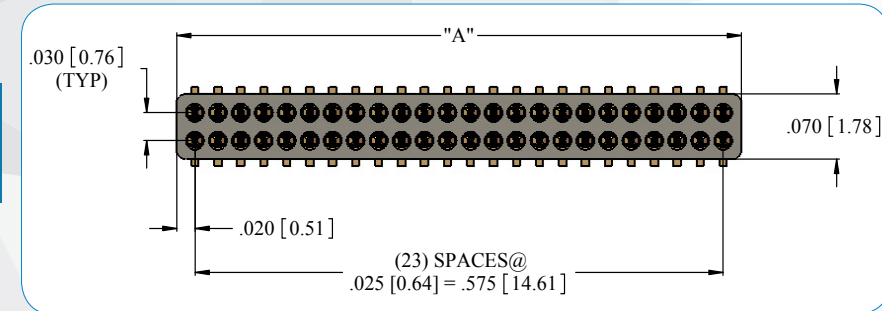 "A"
.030 [0.76]
(TYP)
.070 [1.78]
.020 [0.51]
(23) SPACES@
.025 [0.64] = .575 [14.61]